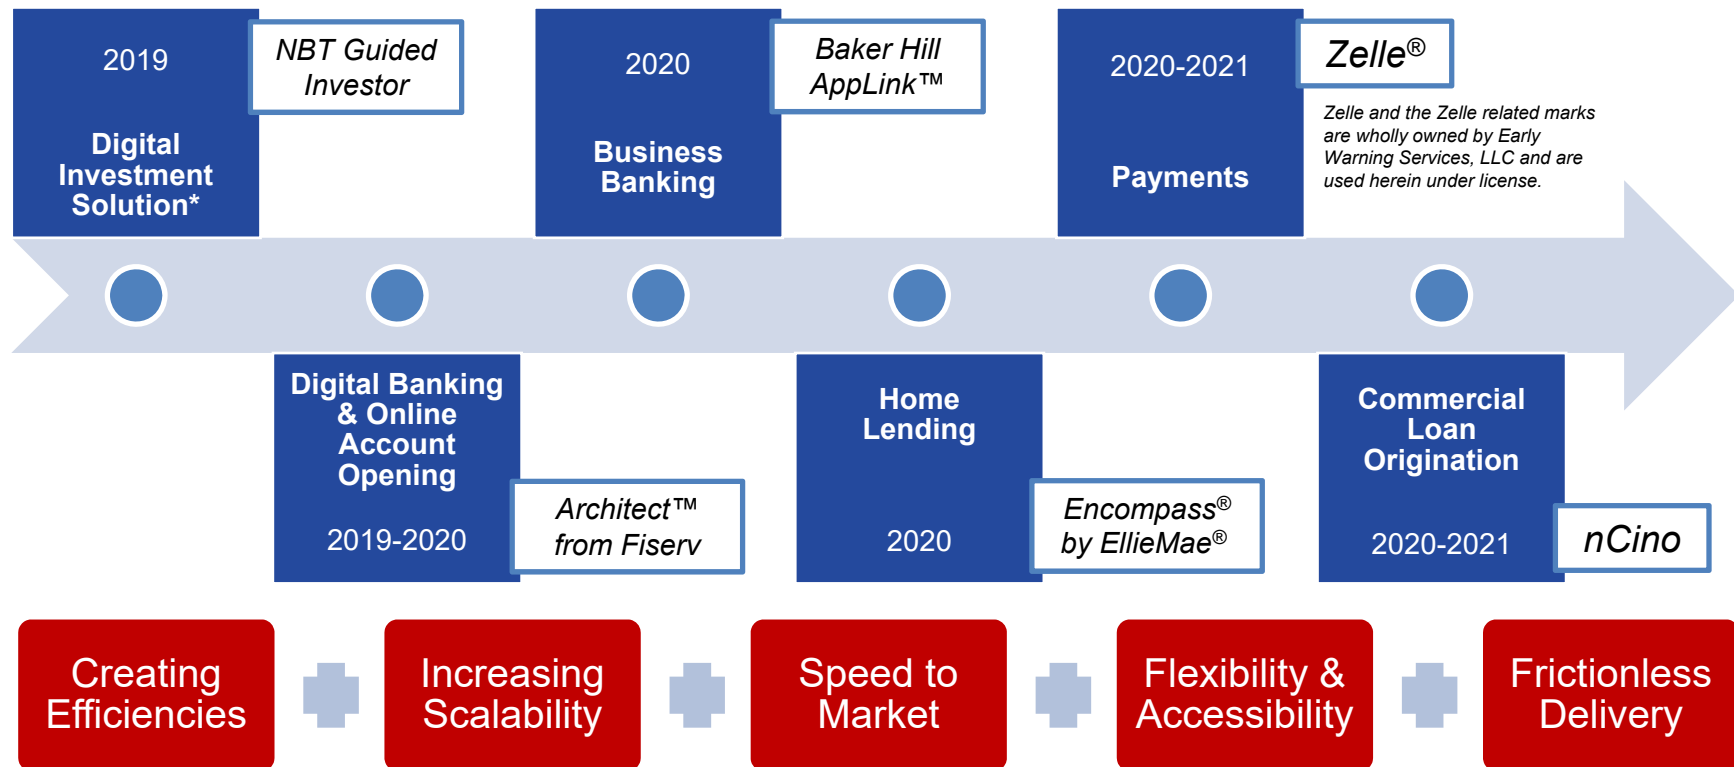 2019
Digital
Investment
Solution*
NBT Guided
Investor
2020
Business
Banking
Baker Hill
AppLink™
2020-2021
Payments
Zelle®
Zelle and the Zelle related marks
are wholly owned by Early
Warning Services, LLC and are
used herein under license.
Digital Banking
& Online
Account
Opening
2019-2020
Architect™
from Fiserv
Home
Lending
2020
Encompass®
by EllieMae®
Commercial
Loan
Origination
2020-2021
nCino
Creating
Efficiencies
Increasing
Scalability
Speed to
Market
Flexibility &
Accessibility
Frictionless
Delivery